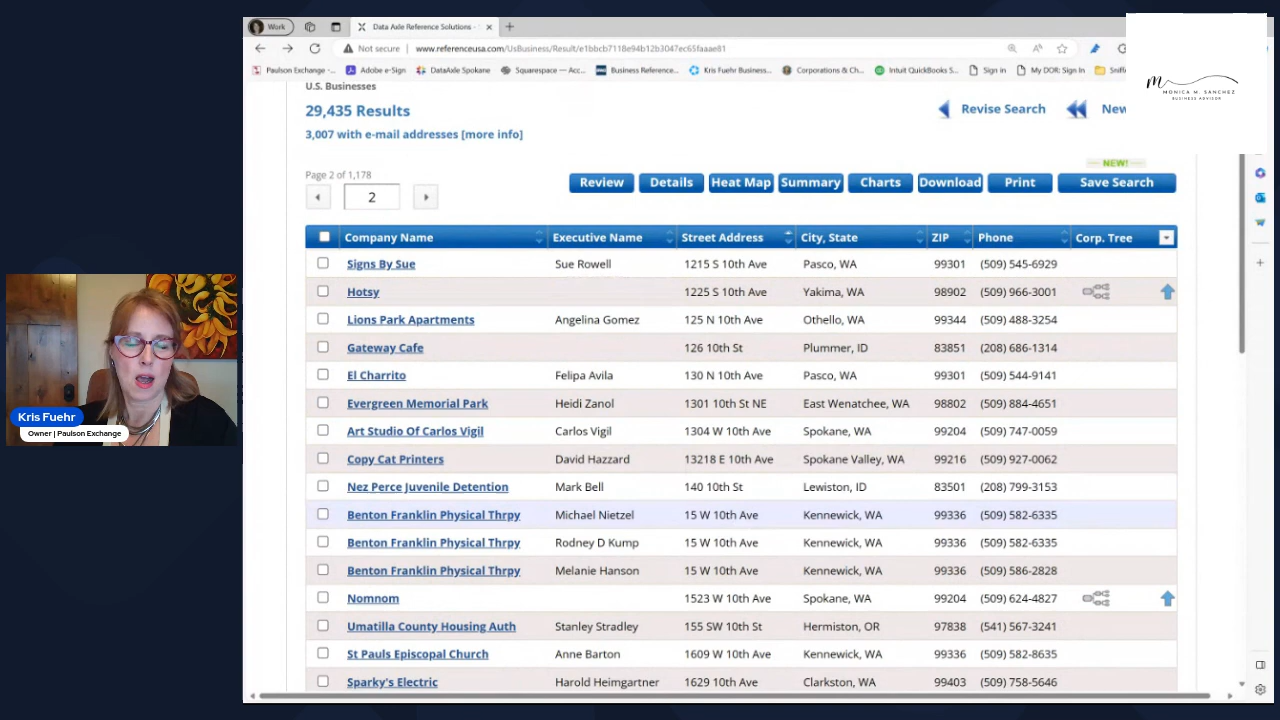 Work
Data Axle Reference Solutions -
Not secure | www.referenceusa.com/UsBusiness/Result/e1bbcb7118e94b12b3047ec65faaae81
Paulson Exchange -... Adobe e-Sign DataAxle Spokane Squarespace — Acc... Business Reference... Kris Fuehr Business... Corporations & Ch... Intuit QuickBooks S... Sign in My DOR: Sign In Sniff
MONICA M. SANCHEZ
BUSINESS ADVISOR
U.S. Businesses
29,435 Results
3,007 with e-mail addresses [more info]
Revise Search New
NEW!
Page 2 of 1,178
2
Review Details Heat Map Summary Charts Download Print Save Search
Company Name Executive Name Street Address City, State ZIP Phone Corp. Tree
Signs By Sue Sue Rowell 1215 S 10th Ave Pasco, WA 99301 (509) 545-6929
Hotsy 1225 S 10th Ave Yakima, WA 98902 (509) 966-3001
Lions Park Apartments Angelina Gomez 125 N 10th Ave Othello, WA 99344 (509) 488-3254
Gateway Cafe 126 10th St Plummer, ID 83851 (208) 686-1314
El Charrito Felipa Avila 130 N 10th Ave Pasco, WA 99301 (509) 544-9141
Evergreen Memorial Park Heidi Zanol 1301 10th St NE East Wenatchee, WA 98802 (509) 884-4651
Art Studio Of Carlos Vigil Carlos Vigil 1304 W 10th Ave Spokane, WA 99204 (509) 747-0059
Copy Cat Printers David Hazzard 13218 E 10th Ave Spokane Valley, WA 99216 (509) 927-0062
Nez Perce Juvenile Detention Mark Bell 140 10th St Lewiston, ID 83501 (208) 799-3153
Benton Franklin Physical Thrpy Michael Nietzel 15 W 10th Ave Kennewick, WA 99336 (509) 582-6335
Benton Franklin Physical Thrpy Rodney D Kump 15 W 10th Ave Kennewick, WA 99336 (509) 582-6335
Benton Franklin Physical Thrpy Melanie Hanson 15 W 10th Ave Kennewick, WA 99336 (509) 586-2828
Nomnom 1523 W 10th Ave Spokane, WA 99204 (509) 624-4827
Umatilla County Housing Auth Stanley Stradley 155 SW 10th St Hermiston, OR 97838 (541) 567-3241
St Pauls Episcopal Church Anne Barton 1609 W 10th Ave Kennewick, WA 99336 (509) 582-8635
Sparky's Electric Harold Heimgartner 1629 10th Ave Clarkston, WA 99403 (509) 758-5646
Kris Fuehr
Owner | Paulson Exchange